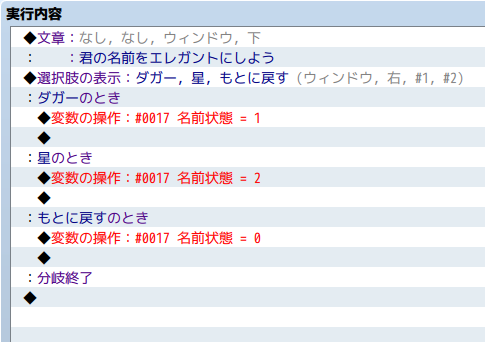 実行内容
◆文章：なし, なし, ウィンドウ, 下
：　　：君の名前をエレガントにしよう
◆選択肢の表示：ダガー, 星, もとに戻す (ウィンドウ, 右, #1, #2)
：ダガーのとき
◆変数の操作：#0017 名前状態 = 1
◆
：星のとき
◆変数の操作：#0017 名前状態 = 2
◆
：もとに戻すのとき
◆変数の操作：#0017 名前状態 = 0
◆
：分岐終了
◆